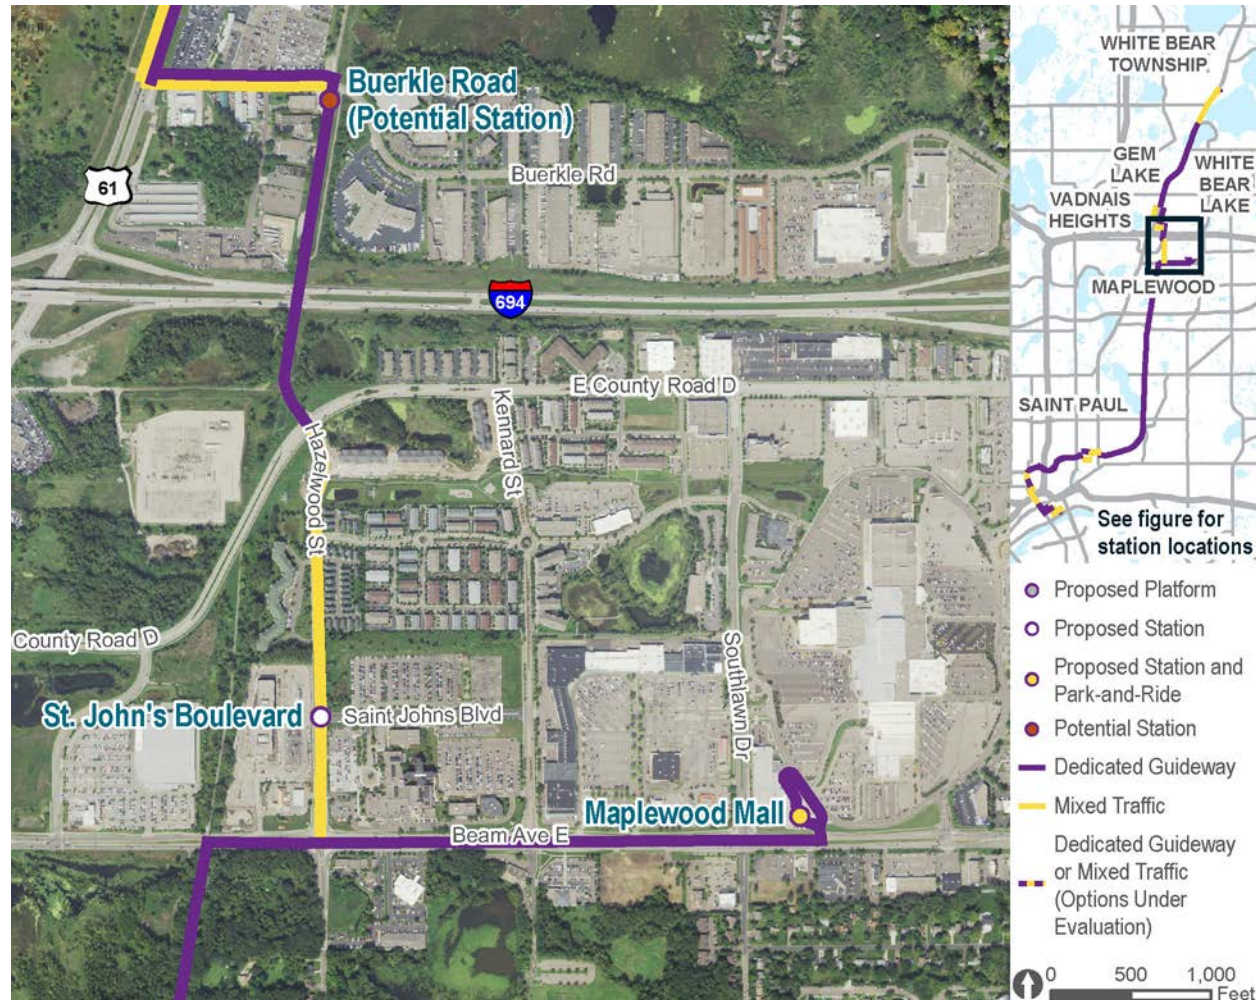 Buerkle Road
(Potential Station)
61
Buerkle Rd
694
E County Road D
Kennard St
Hazelwood St
County Road D
Southlawn Dr
St. John's Boulevard
Saint Johns Blvd
Maplewood Mall
Beam Ave E
WHITE BEAR
TOWNSHIP
GEM
LAKE
WHITE
BEAR
LAKE
VADNAIS
HEIGHTS
MAPLEWOOD
SAINT PAUL
See figure for
station locations
Proposed Platform
Proposed Station
Proposed Station and
Park-and-Ride
Potential Station
Dedicated Guideway
Mixed Traffic
Dedicated Guideway
or Mixed Traffic
(Options Under
Evaluation)
0 500 1,000
Feet